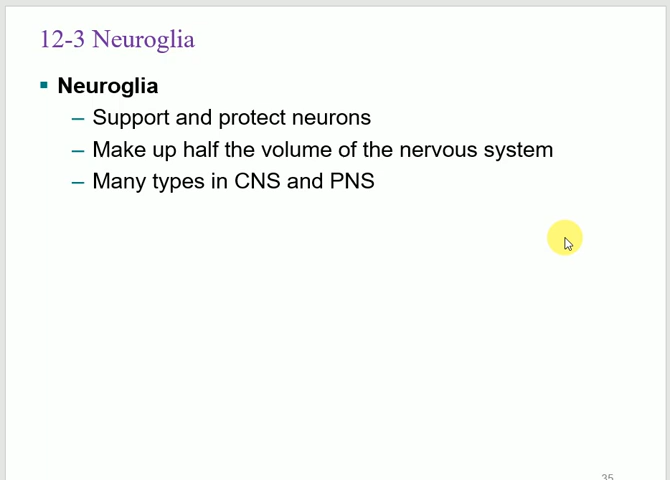 12-3 Neuroglia
▪ Neuroglia
– Support and protect neurons
– Make up half the volume of the nervous system
– Many types in CNS and PNS
35